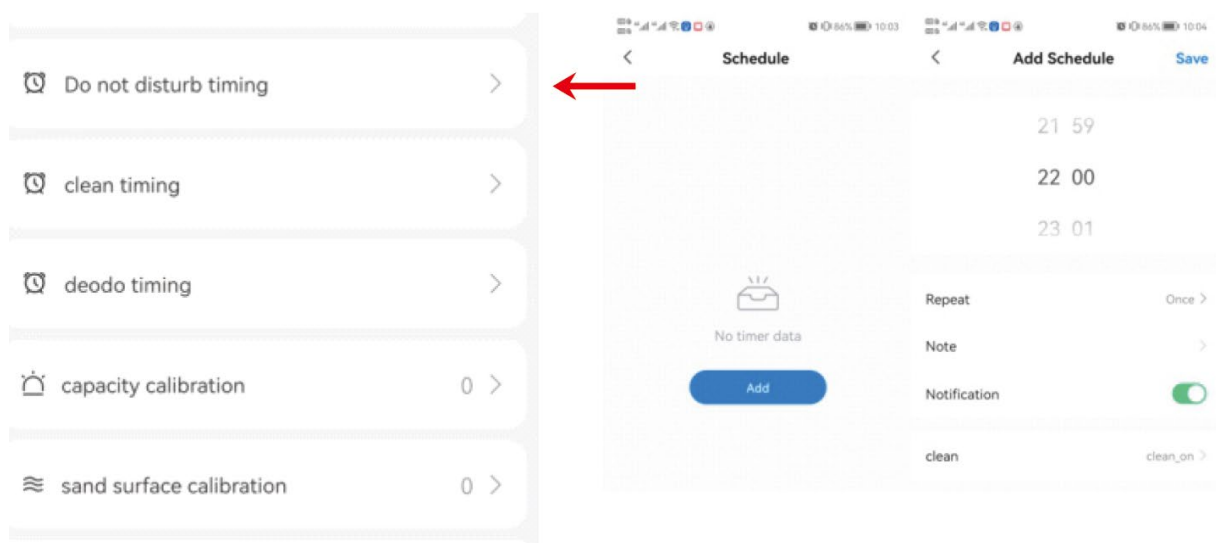 Do not disturb timing
clean timing
deodo timing
capacity calibration 0
sand surface calibration 0
86% 10:03
Schedule
No timer data
Add
86% 10:04
Add Schedule Save
21 59
22 00
23 01
Repeat Once
Note
Notification
clean clean_on